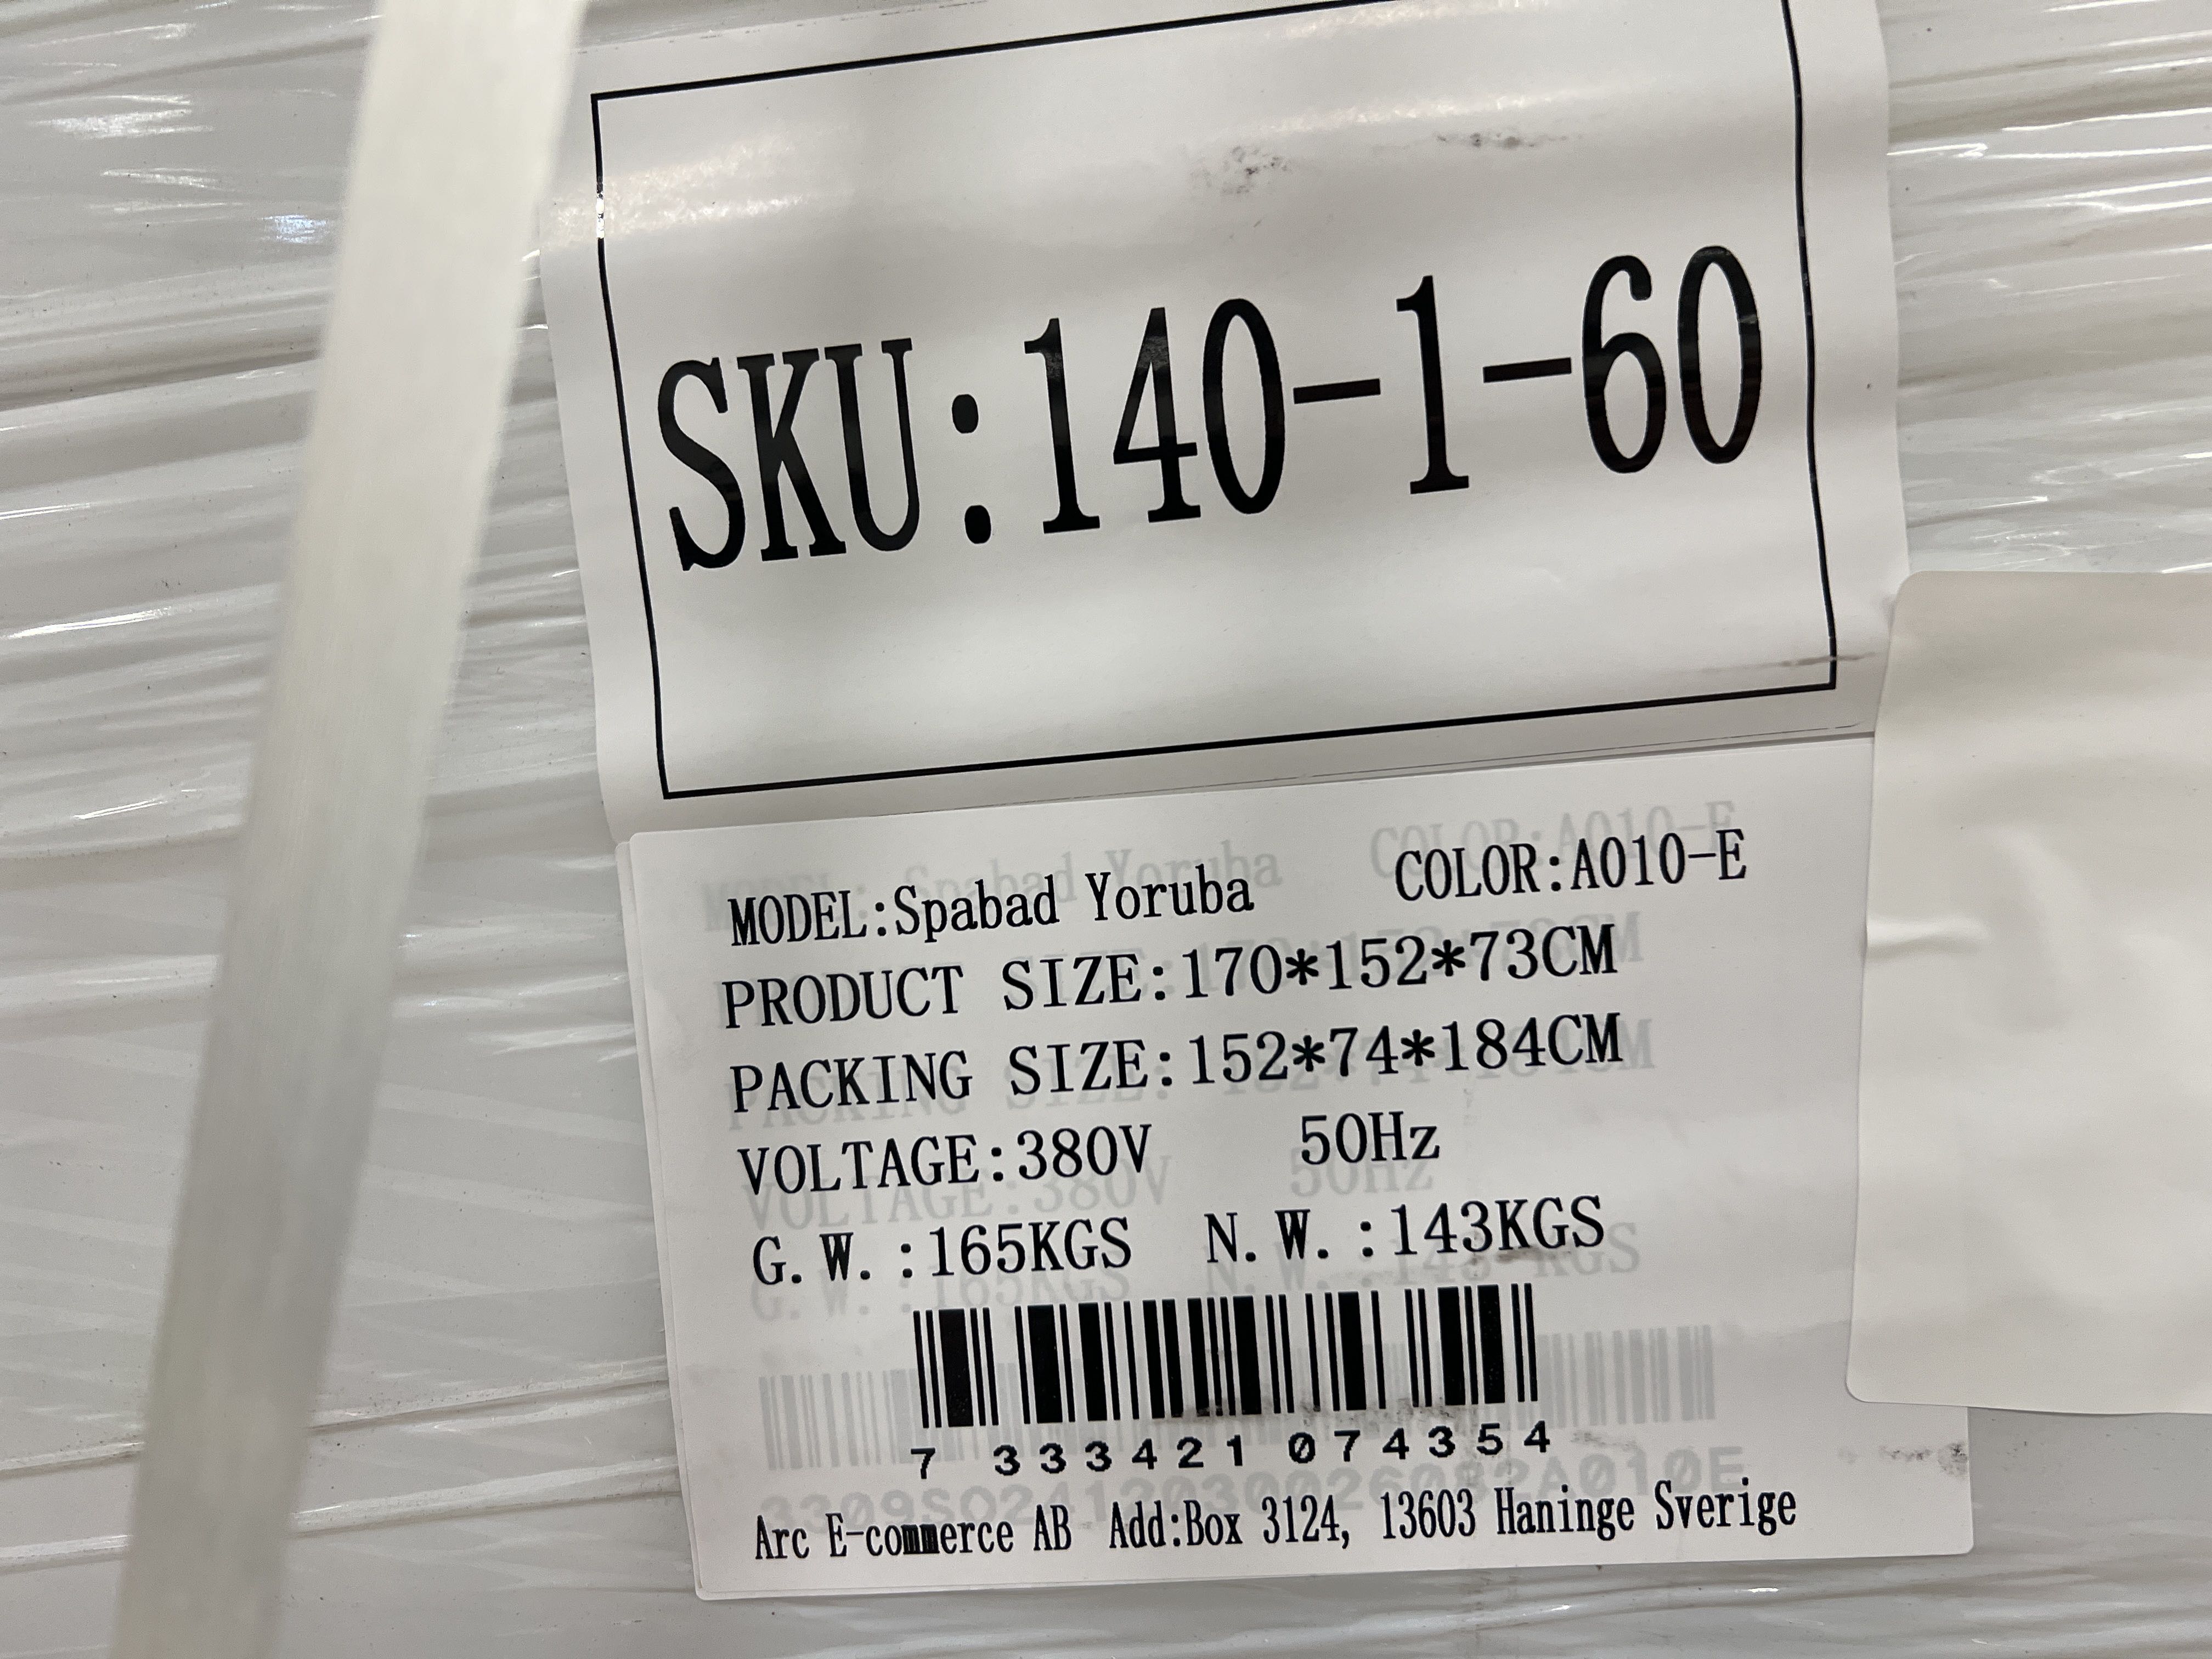 SKU:140-1-60
MODEL:Spabad Yoruba COLOR:A010-E
PRODUCT SIZE:170*152*73CM
PACKING SIZE:152*74*184CM
VOLTAGE:380V 50Hz
G.W.:165KGS N.W.:143KGS
7 333421 074354
Arc E-commerce AB Add:Box 3124, 13603 Haninge Sverige